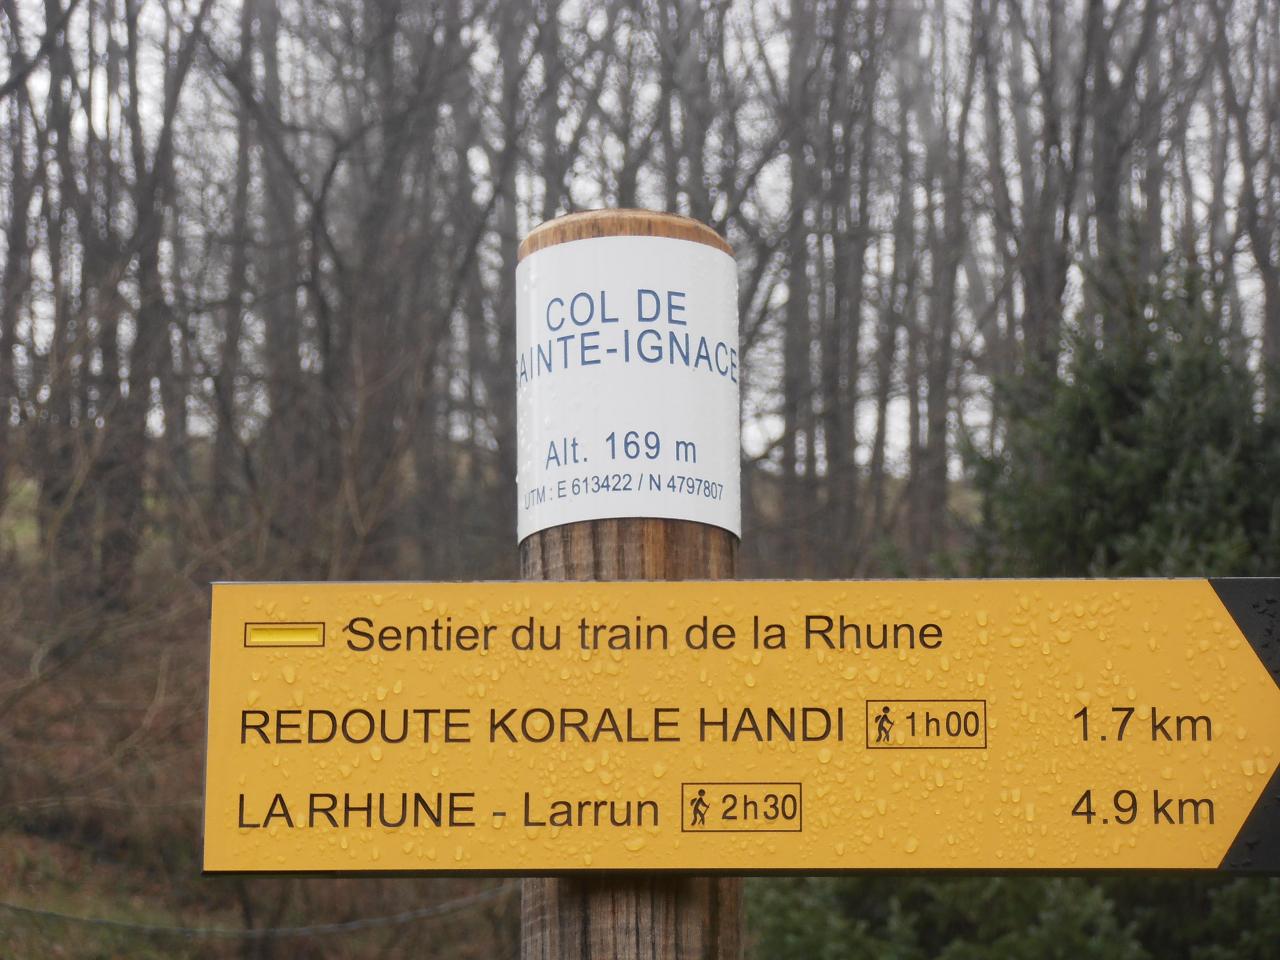 COL DE
SAINTE-IGNACE
Alt. 169 m
UTM : E 613422 / N 4797807
Sentier du train de la Rhune
REDOUTE KORALE HANDI 1h00 1.7 km
LA RHUNE - Larrun 2h30 4.9 km